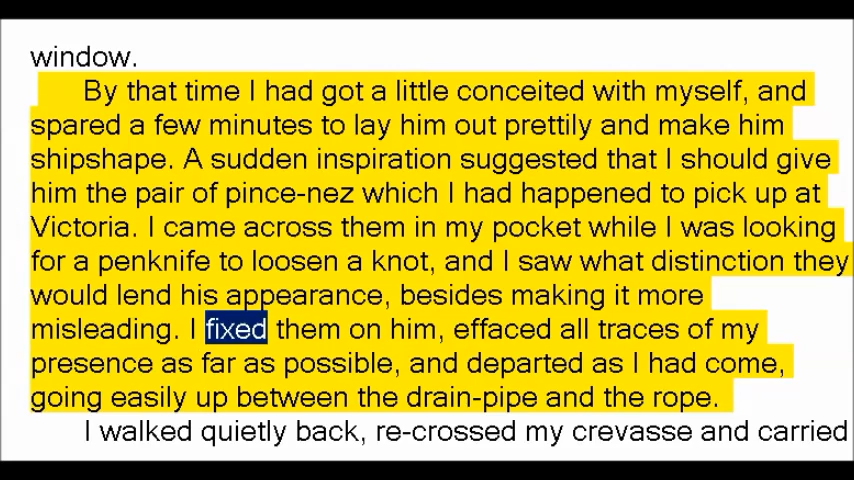 window.
By that time I had got a little conceited with myself, and
spared a few minutes to lay him out prettily and make him
shipshape. A sudden inspiration suggested that I should give
him the pair of pince-nez which I had happened to pick up at
Victoria. I came across them in my pocket while I was looking
for a penknife to loosen a knot, and I saw what distinction they
would lend his appearance, besides making it more
misleading. I fixed them on him, effaced all traces of my
presence as far as possible, and departed as I had come,
going easily up between the drain-pipe and the rope.
I walked quietly back, re-crossed my crevasse and carried